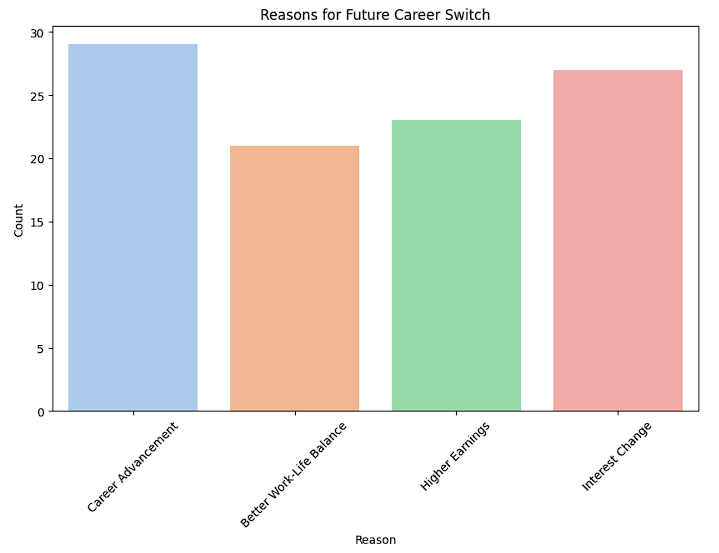 Reasons for Future Career Switch
30
25
20
15
10
5
0
Count
Career Advancement
Better Work-Life Balance
Higher Earnings
Interest Change
Reason